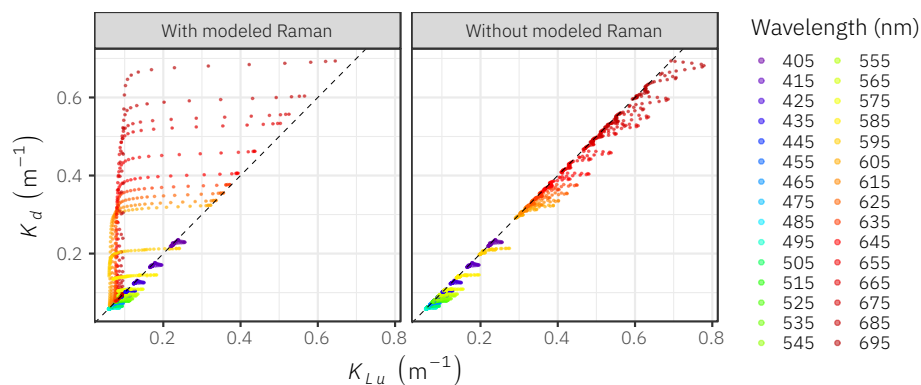 With modeled Raman
Without modeled Raman
Wavelength (nm)
405 555
415 565
425 575
435 585
445 595
455 605
465 615
475 625
485 635
495 645
505 655
515 665
525 675
535 685
545 695
K_d (m⁻¹)
0.6
0.4
0.2
0.2 0.4 0.6 0.8
0.2 0.4 0.6 0.8
K_Lu (m⁻¹)